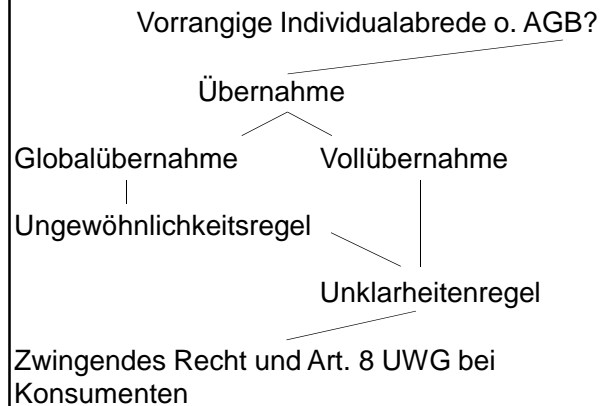 Vorrangige Individualabrede o. AGB?
Übernahme
Globalübernahme Vollübernahme
Ungewöhnlichkeitsregel
Unklarheitenregel
Zwingendes Recht und Art. 8 UWG bei
Konsumenten